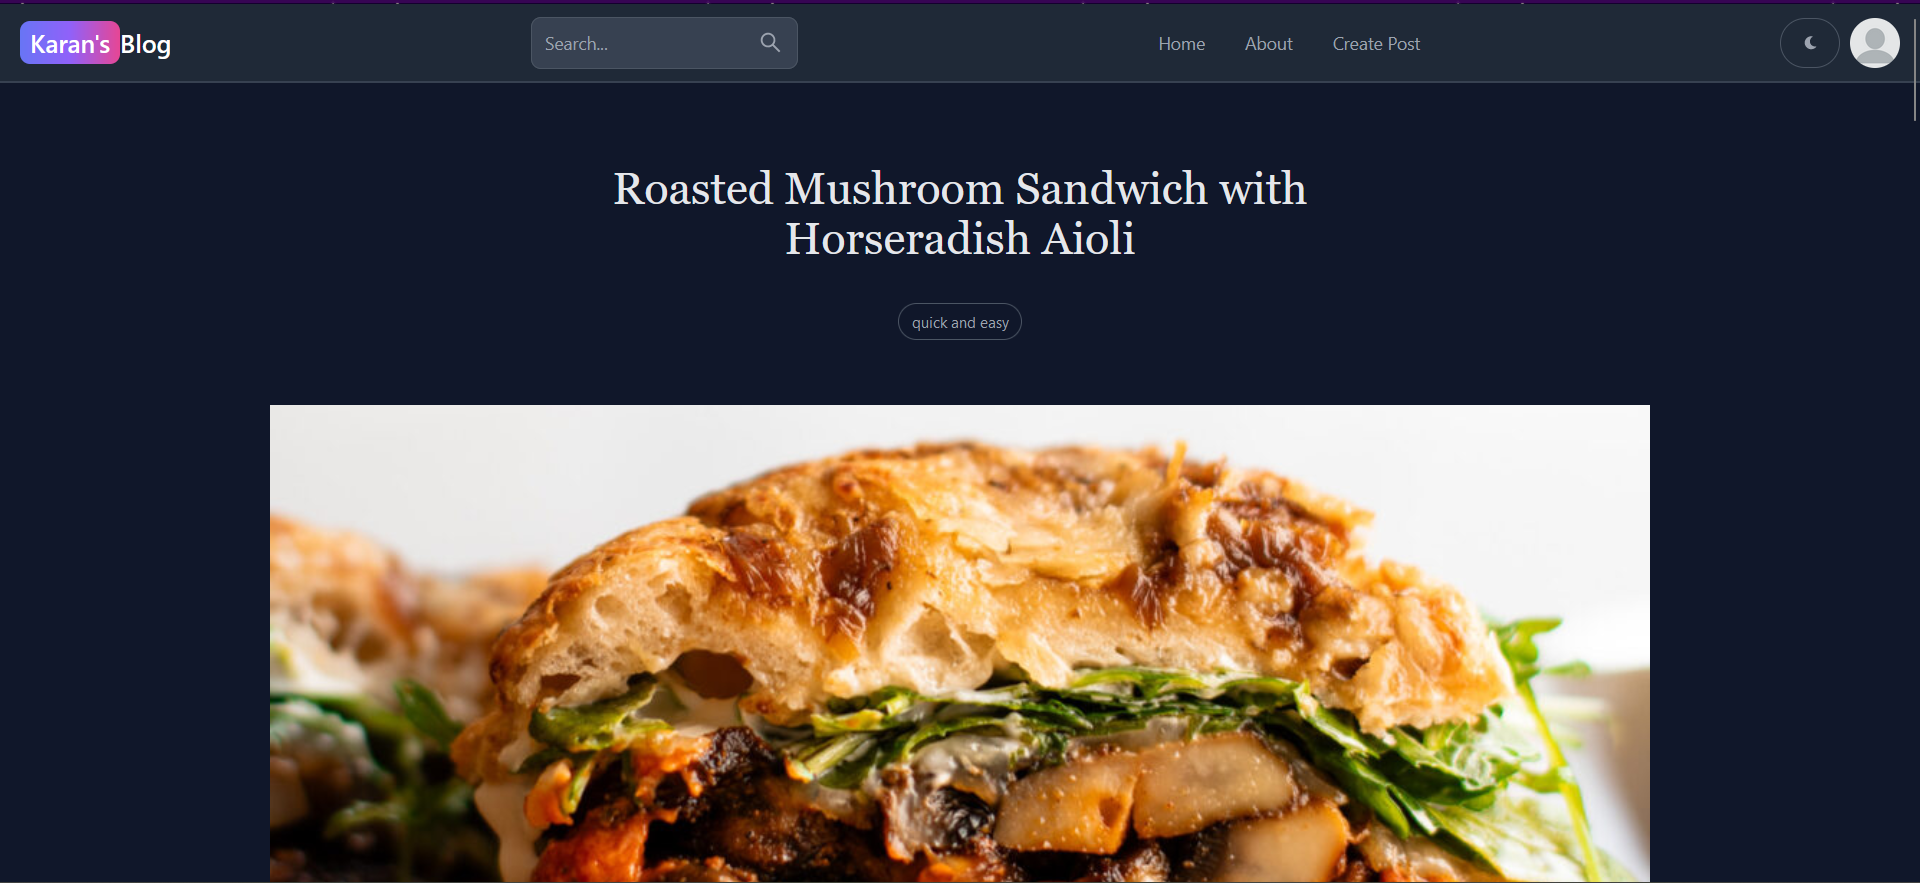 Karan's Blog
Search...
Home
About
Create Post
Roasted Mushroom Sandwich with
Horseradish Aioli
quick and easy